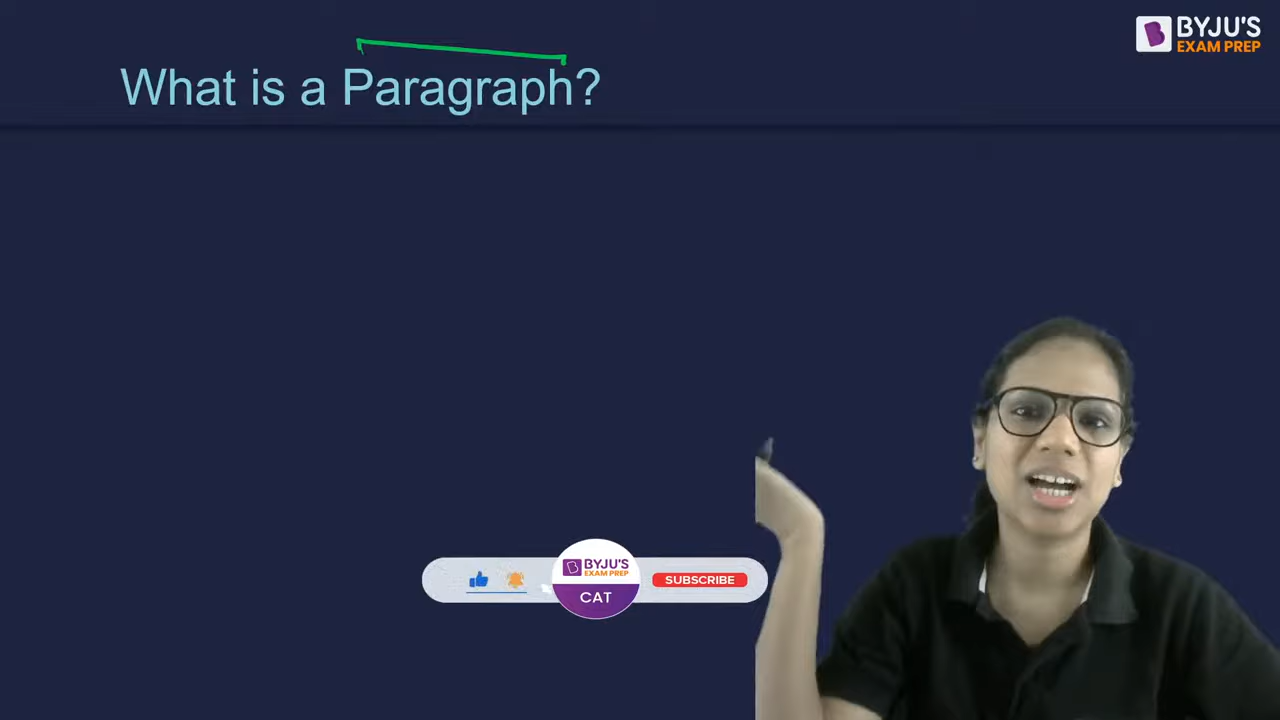 BYJU'S
EXAM PREP
What is a Paragraph?
BYJU'S
EXAM PREP
CAT
SUBSCRIBE